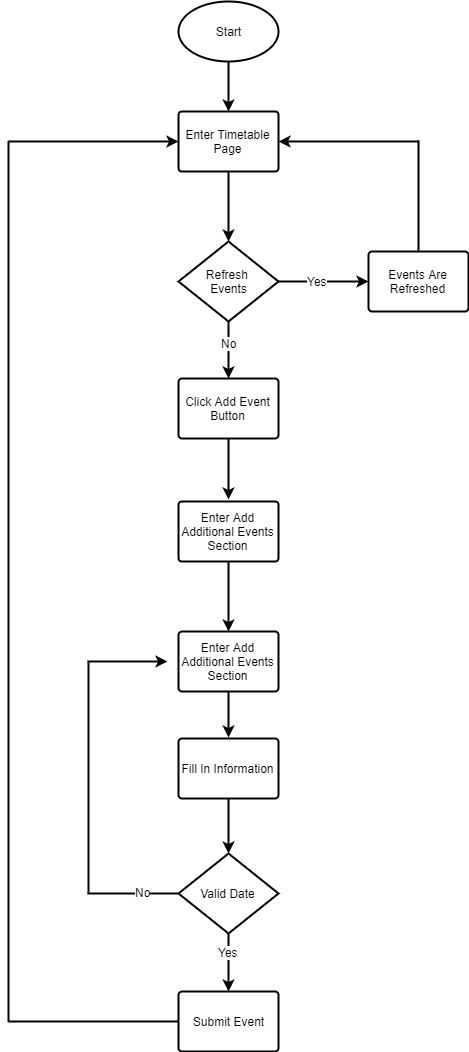 Start
Enter Timetable
Page
Refresh
Events
Yes
Events Are
Refreshed
No
Click Add Event
Button
Enter Add
Additional Events
Section
Enter Add
Additional Events
Section
Fill In Information
Valid Date
No
Yes
Submit Event